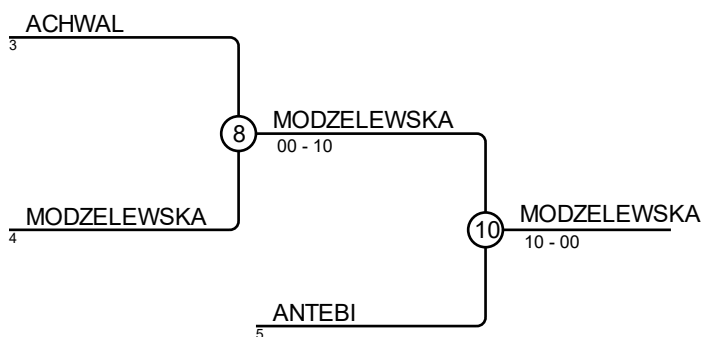 ACHWAL
3
8
MODZELEWSKA
00 - 10
MODZELEWSKA
4
10
MODZELEWSKA
10 - 00
ANTEBI
5